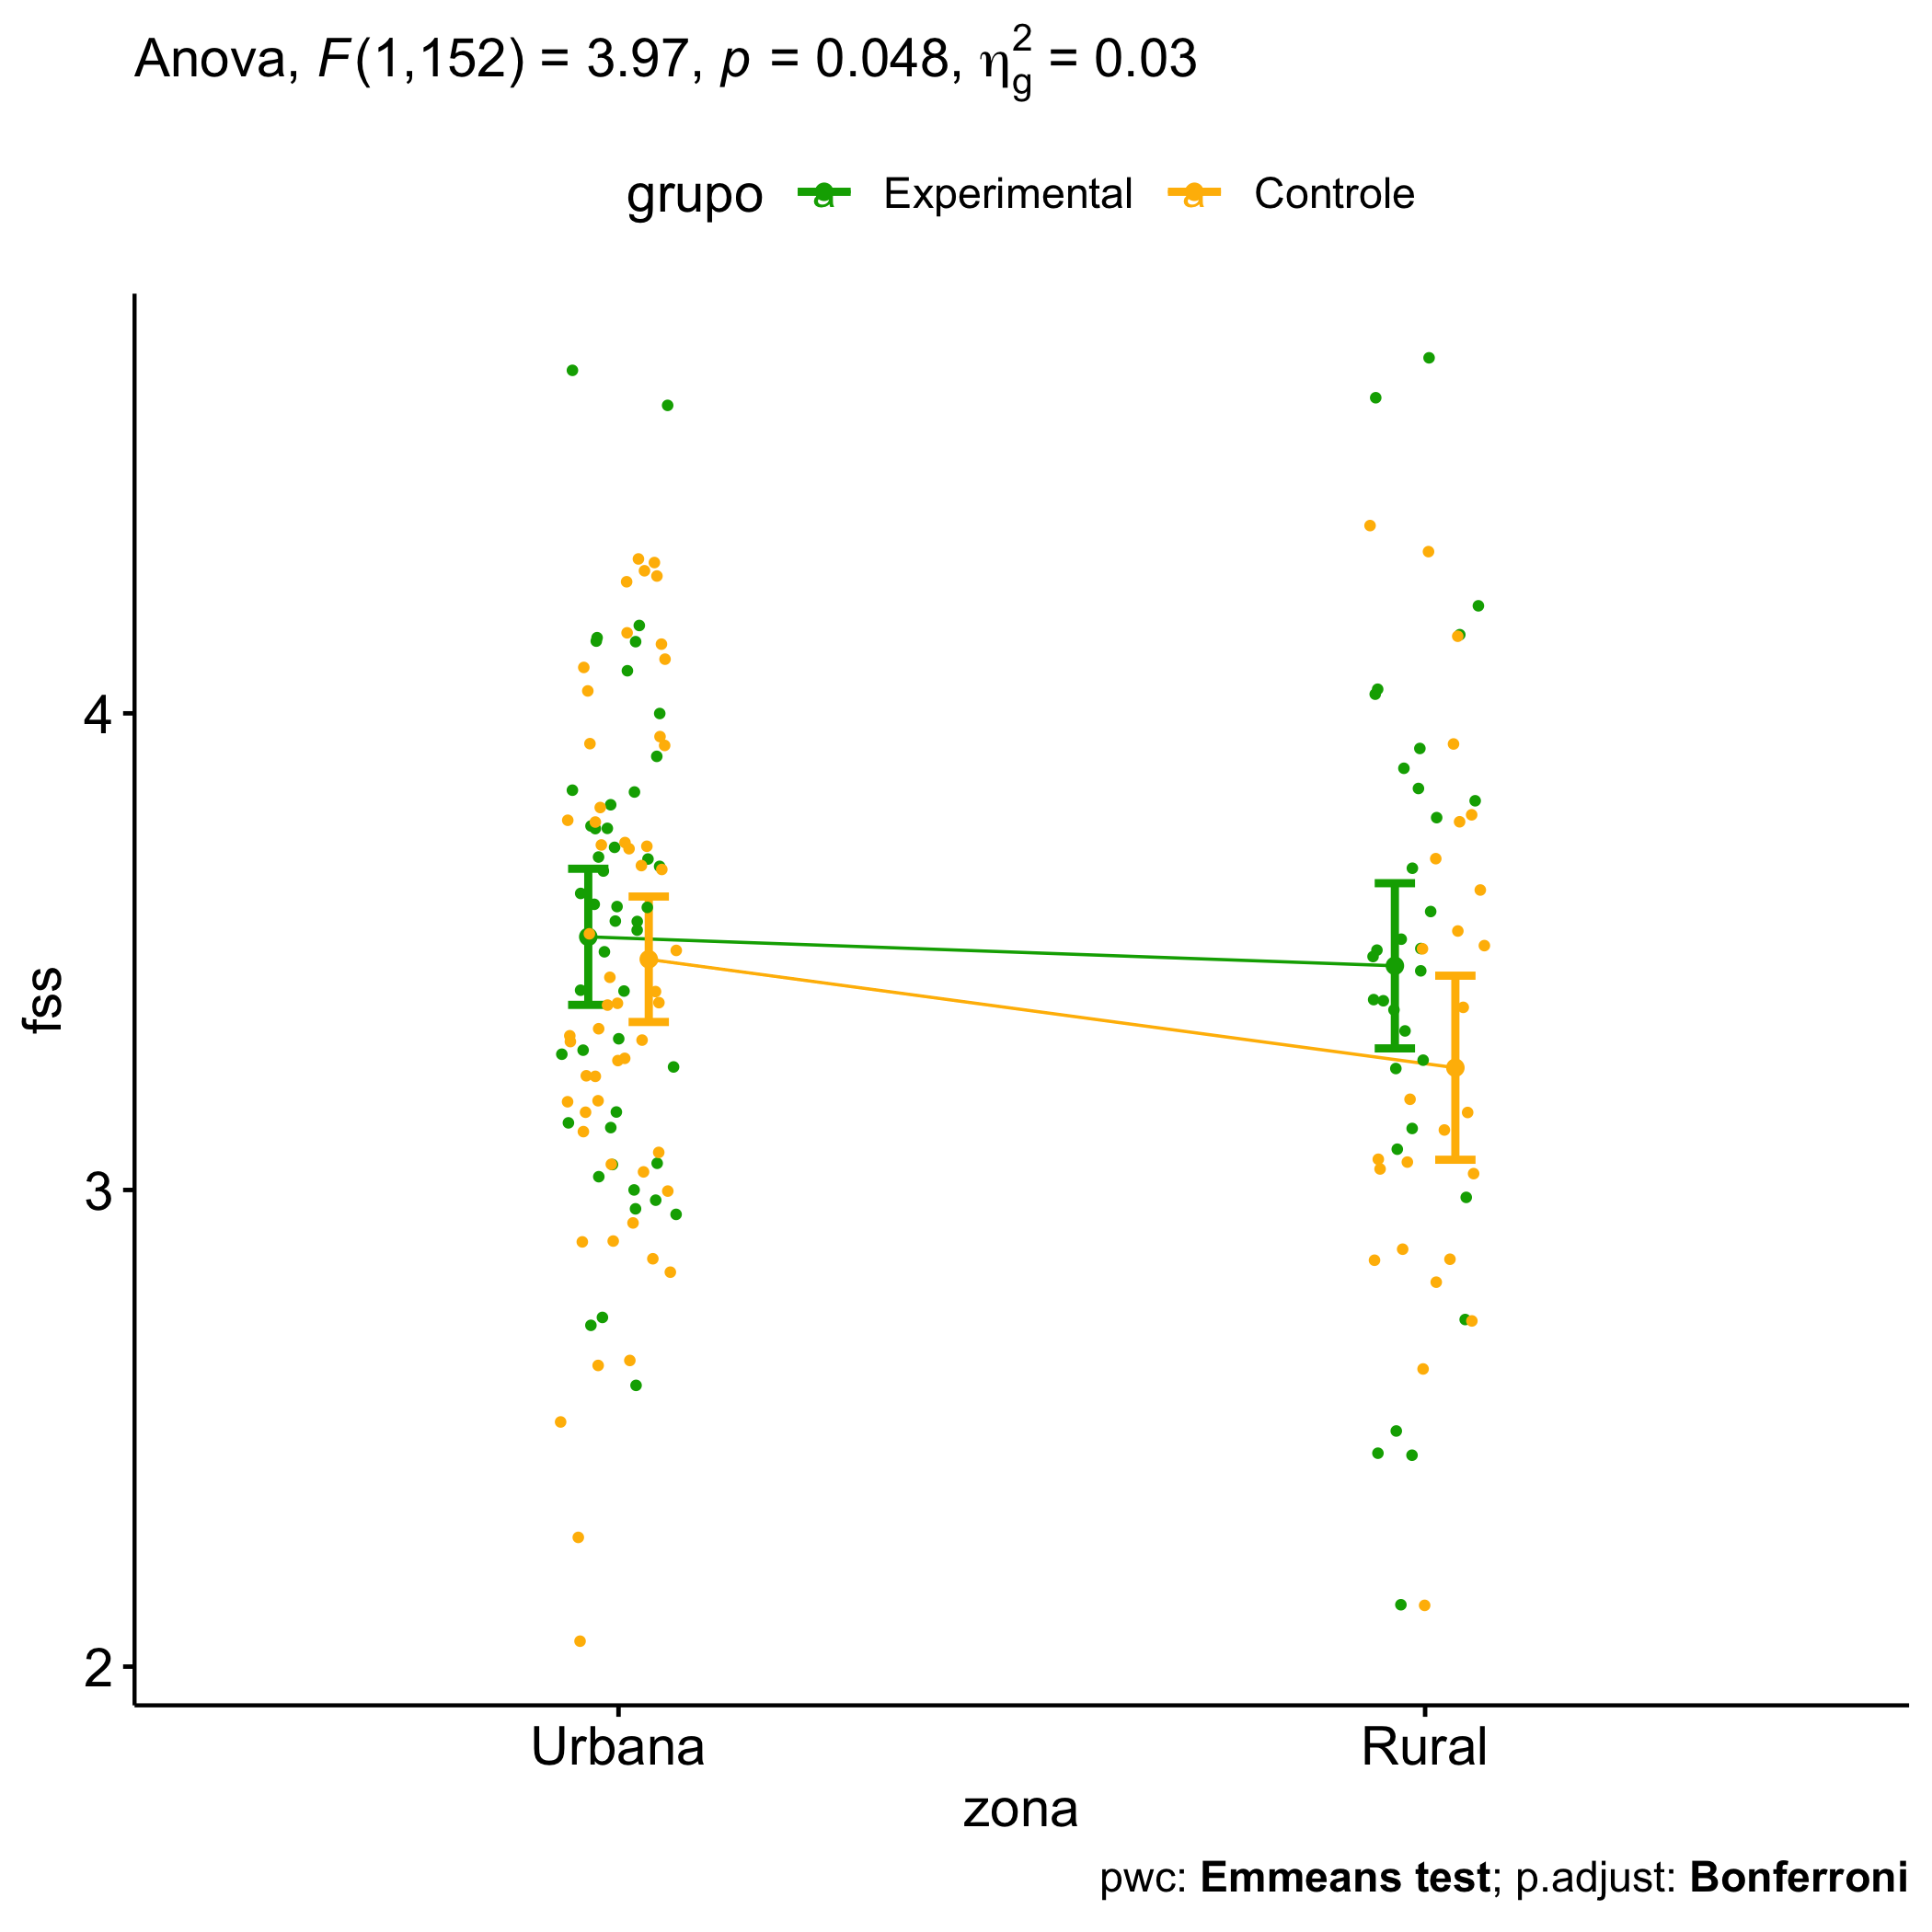 Anova, F(1,152) = 3.97, p = 0.048, η²g = 0.03
grupo a Experimental a Controle
fss
4
3
2
Urbana Rural
zona
pwc: Emmeans test; p.adjust: Bonferroni